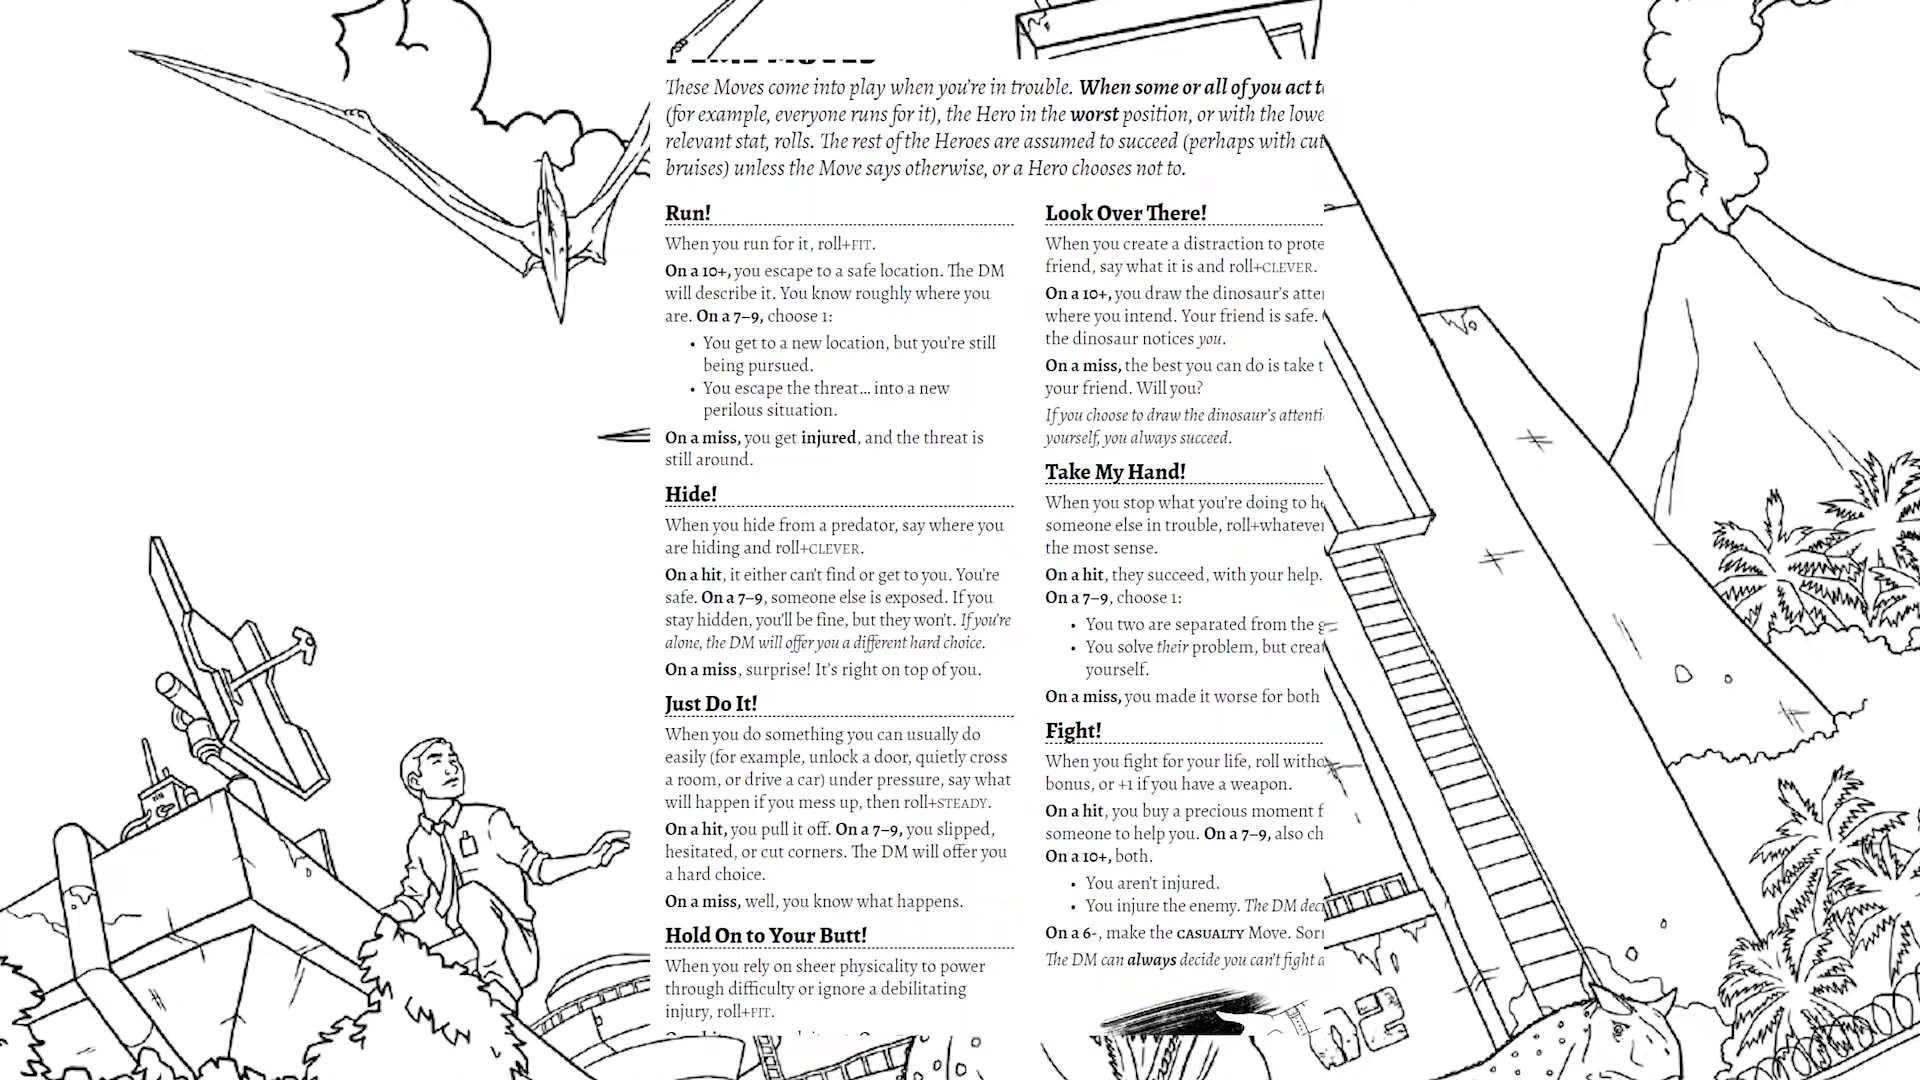 These Moves come into play when you're in trouble. When some or all of you act
(for example, everyone runs for it), the Hero in the worst position, or with the
relevant stat, rolls. The rest of the Heroes are assumed to succeed (perhaps with
bruises) unless the Move says otherwise, or a Hero chooses not to.
Run!
When you run for it, roll+FIT.
On a 10+, you escape to a safe location. The DM
will describe it. You know roughly where you
are. On a 7–9, choose 1:
• You get to a new location, but you're still
being pursued.
• You escape the threat... into a new
perilous situation.
On a miss, you get injured, and the threat is
still around.
Hide!
When you hide from a predator, say where you
are hiding and roll+CLEVER.
On a hit, it either can't find or get to you. You're
safe. On a 7–9, someone else is exposed. If you
stay hidden, you'll be fine, but they won't. If you're
alone, the DM will offer you a different hard choice.
On a miss, surprise! It's right on top of you.
Just Do It!
When you do something you can usually do
easily (for example, unlock a door, quietly cross
a room, or drive a car) under pressure, say what
will happen if you mess up, then roll+STEADY.
On a hit, you pull it off. On a 7–9, you slipped,
hesitated, or cut corners. The DM will offer you
a hard choice.
On a miss, well, you know what happens.
Hold On to Your Butt!
When you rely on sheer physicality to power
through difficulty or ignore a debilitating
injury, roll+FIT.
Look Over There!
When you create a distraction to
friend, say what it is and roll+CLEVER.
On a 10+, you draw the dinosaur's
where you intend. Your friend is safe.
the dinosaur notices you.
On a miss, the best you can do is take
your friend. Will you?
If you choose to draw the dinosaur's
yourself, you always succeed.
Take My Hand!
When you stop what you're doing to
someone else in trouble, roll+whatever
the most sense.
On a hit, they succeed, with your help.
On a 7–9, choose 1:
• You two are separated from the
• You solve their problem, but
yourself.
On a miss, you made it worse for both
Fight!
When you fight for your life, roll
bonus, or +1 if you have a weapon.
On a hit, you buy a precious moment
someone to help you. On a 7–9, also
On a 10+, both.
• You aren't injured.
• You injure the enemy. The DM
On a 6-, make the CASUALTY Move.
The DM can always decide you can't fight